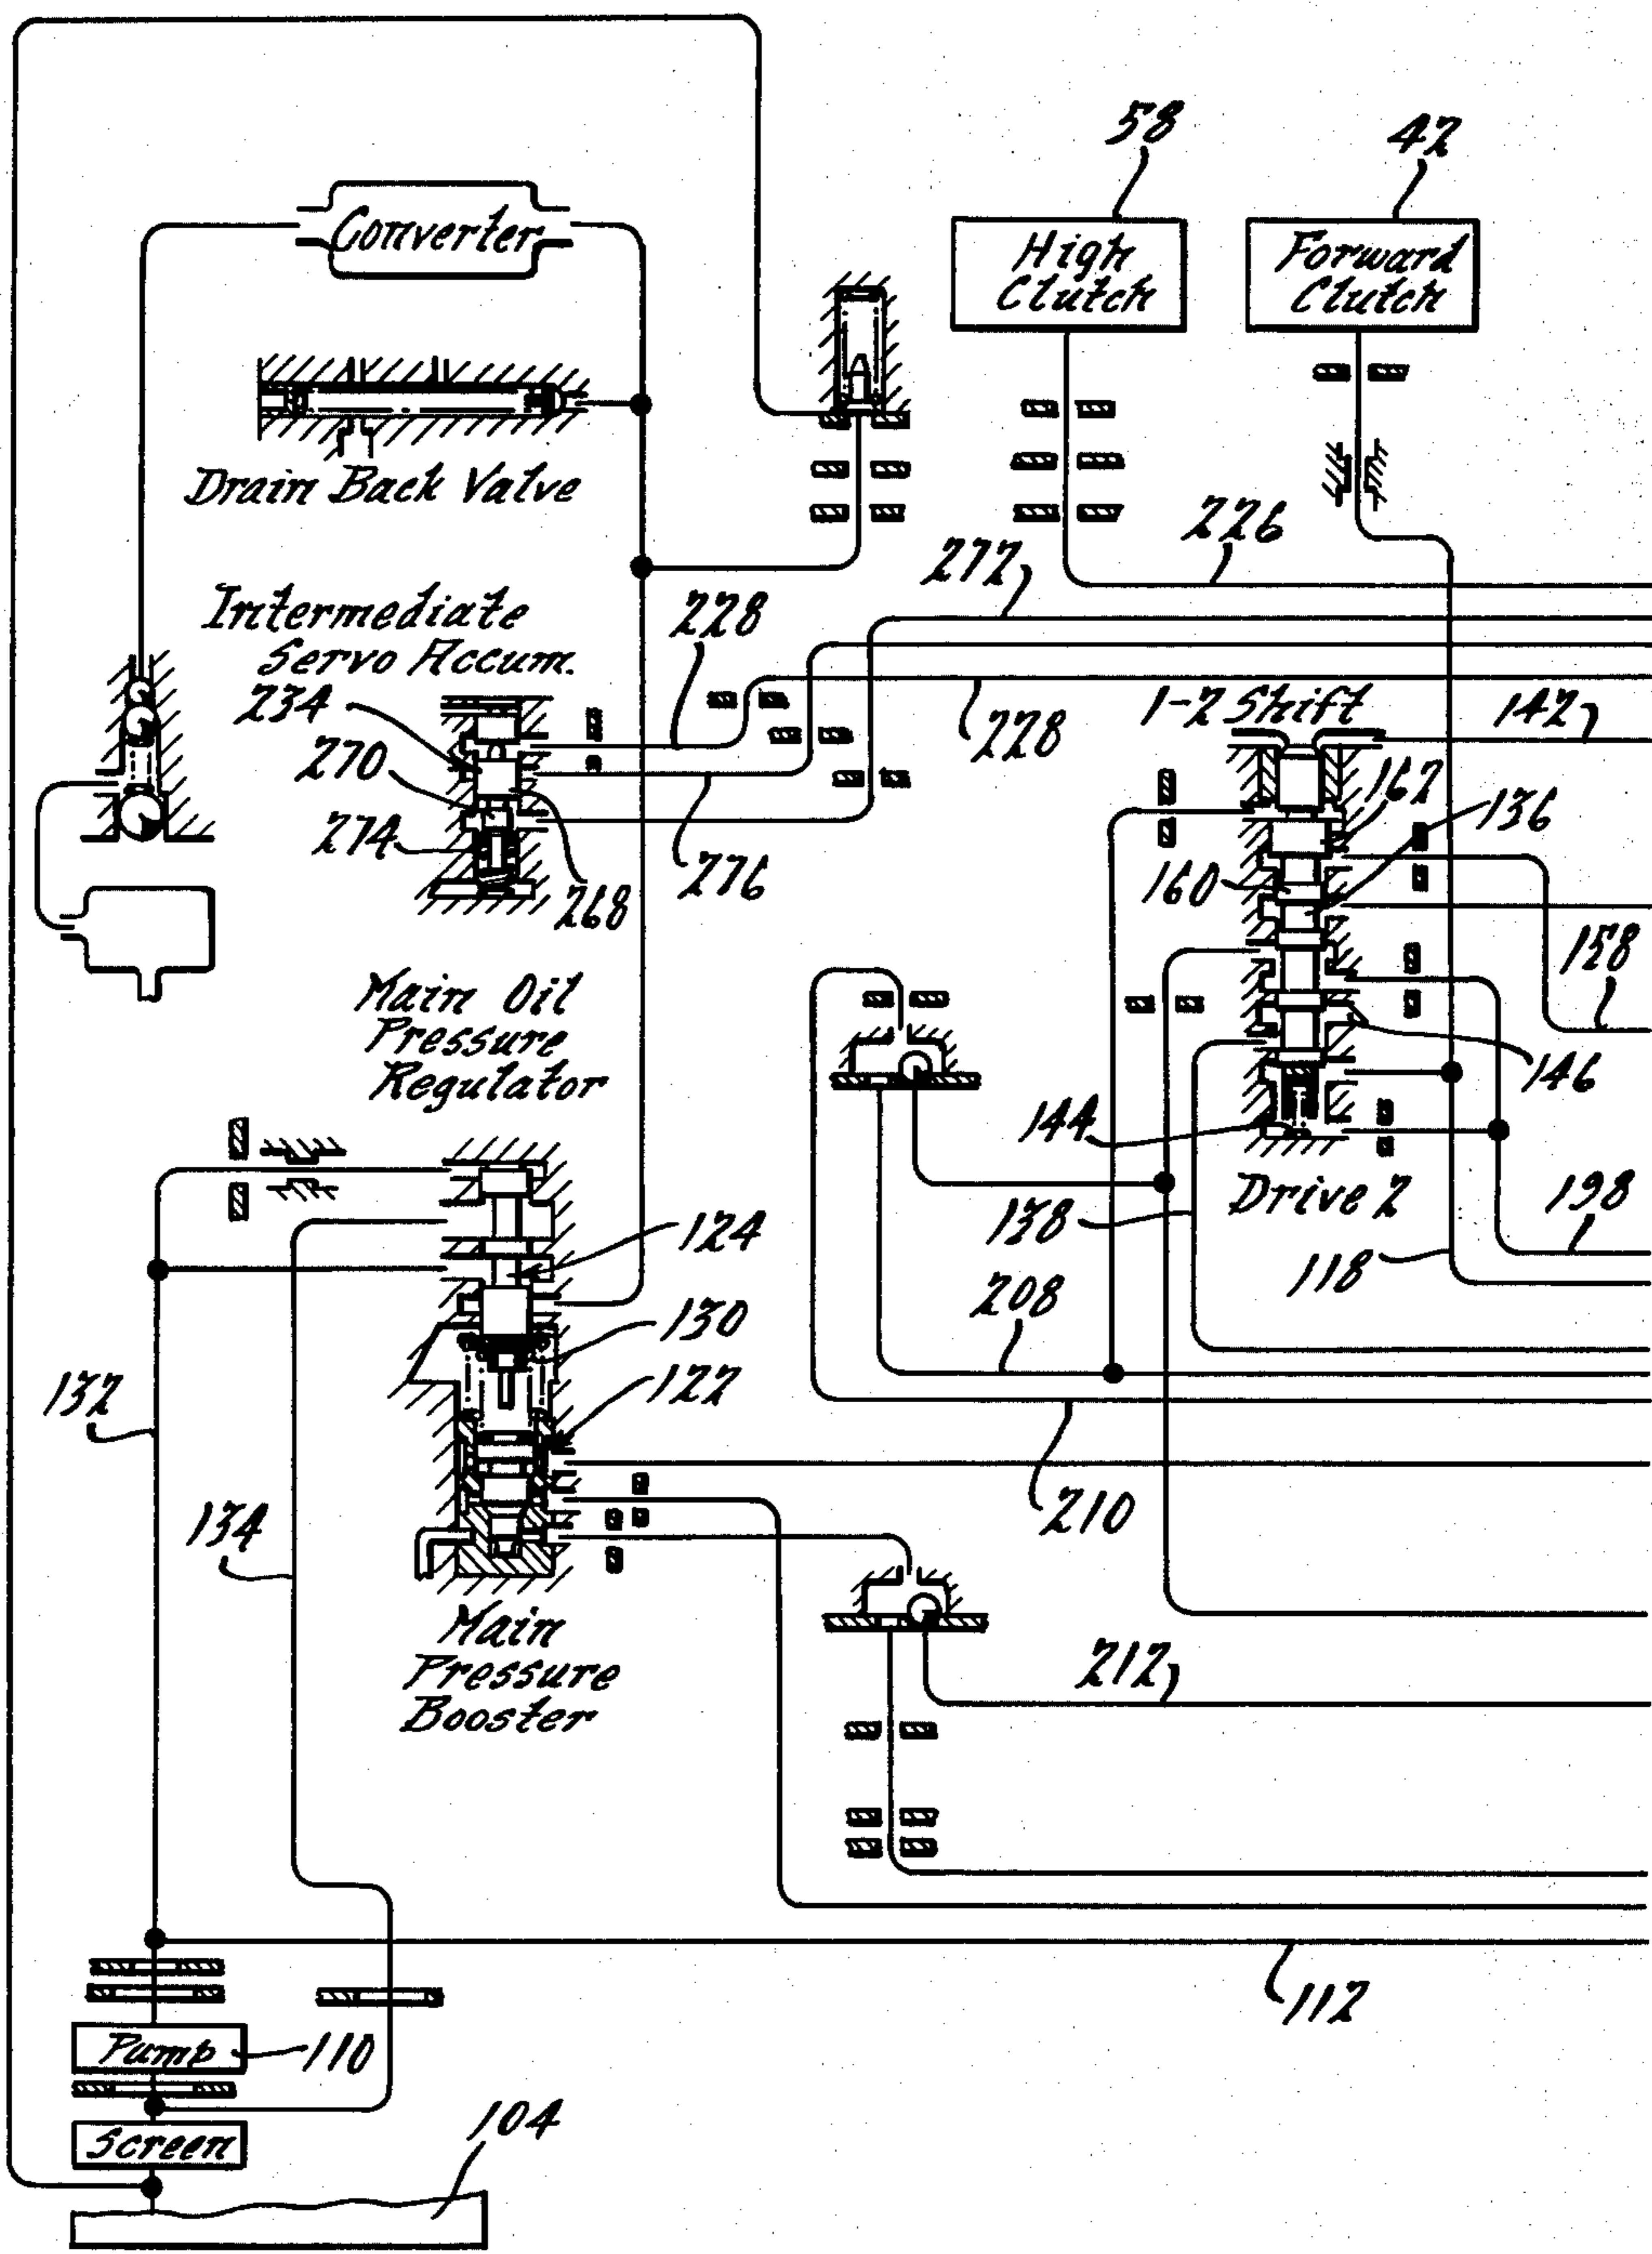 58
42
Converter
High
Clutch
Forward
Clutch
Drain Back Valve
226
272
Intermediate
Servo Accum.
228
234
228
1-2 Shift
142
270
162
136
274
268
276
160
158
Main Oil
Pressure
Regulator
146
144
138
Drive 2
198
124
118
208
130
132
122
210
134
Main
Pressure
Booster
212
112
Pump
110
Screen
104